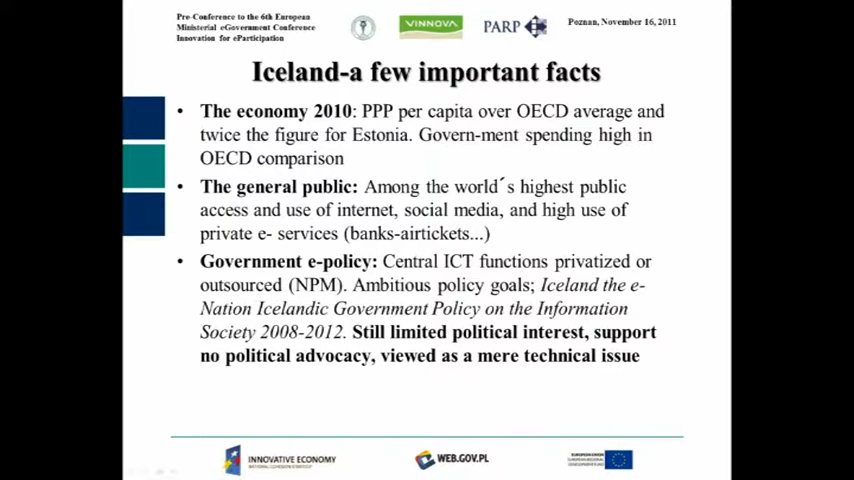 Pre-Conference to the 6th European
Ministerial eGovernment Conference
Innovation for eParticipation
VINNOVA
PARP
Poznan, November 16, 2011
Iceland-a few important facts
• The economy 2010: PPP per capita over OECD average and
twice the figure for Estonia. Govern-ment spending high in
OECD comparison
• The general public: Among the world´s highest public
access and use of internet, social media, and high use of
private e- services (banks-airtickets...)
• Government e-policy: Central ICT functions privatized or
outsourced (NPM). Ambitious policy goals; Iceland the e-
Nation Icelandic Government Policy on the Information
Society 2008-2012. Still limited political interest, support
no political advocacy, viewed as a mere technical issue
INNOVATIVE ECONOMY
NATIONAL COHESION STRATEGY
WEB.GOV.PL
EUROPEAN UNION
EUROPEAN REGIONAL
DEVELOPMENT FUND